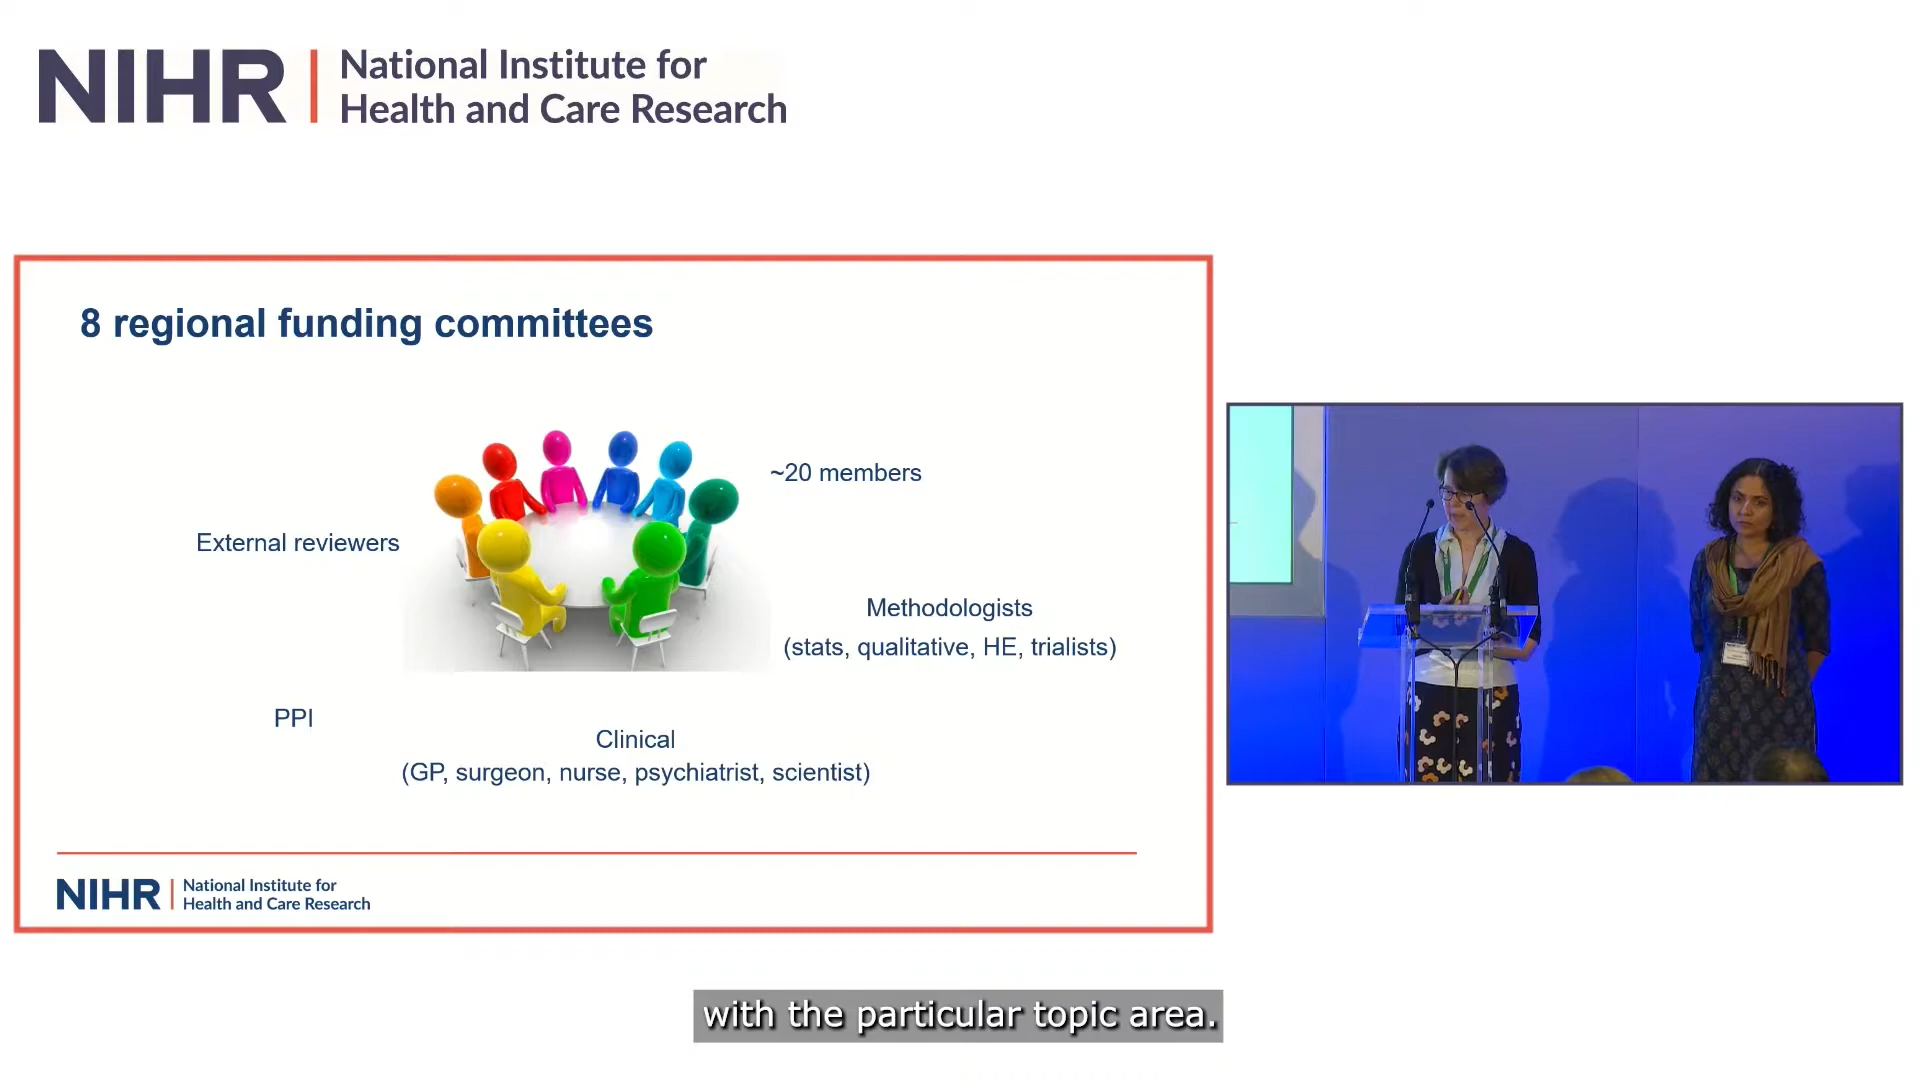 NIHR
National Institute for
Health and Care Research
8 regional funding committees
~20 members
External reviewers
Methodologists
(stats, qualitative, HE, trialists)
PPI
Clinical
(GP, surgeon, nurse, psychiatrist, scientist)
NIHR
National Institute for
Health and Care Research
with the particular topic area.